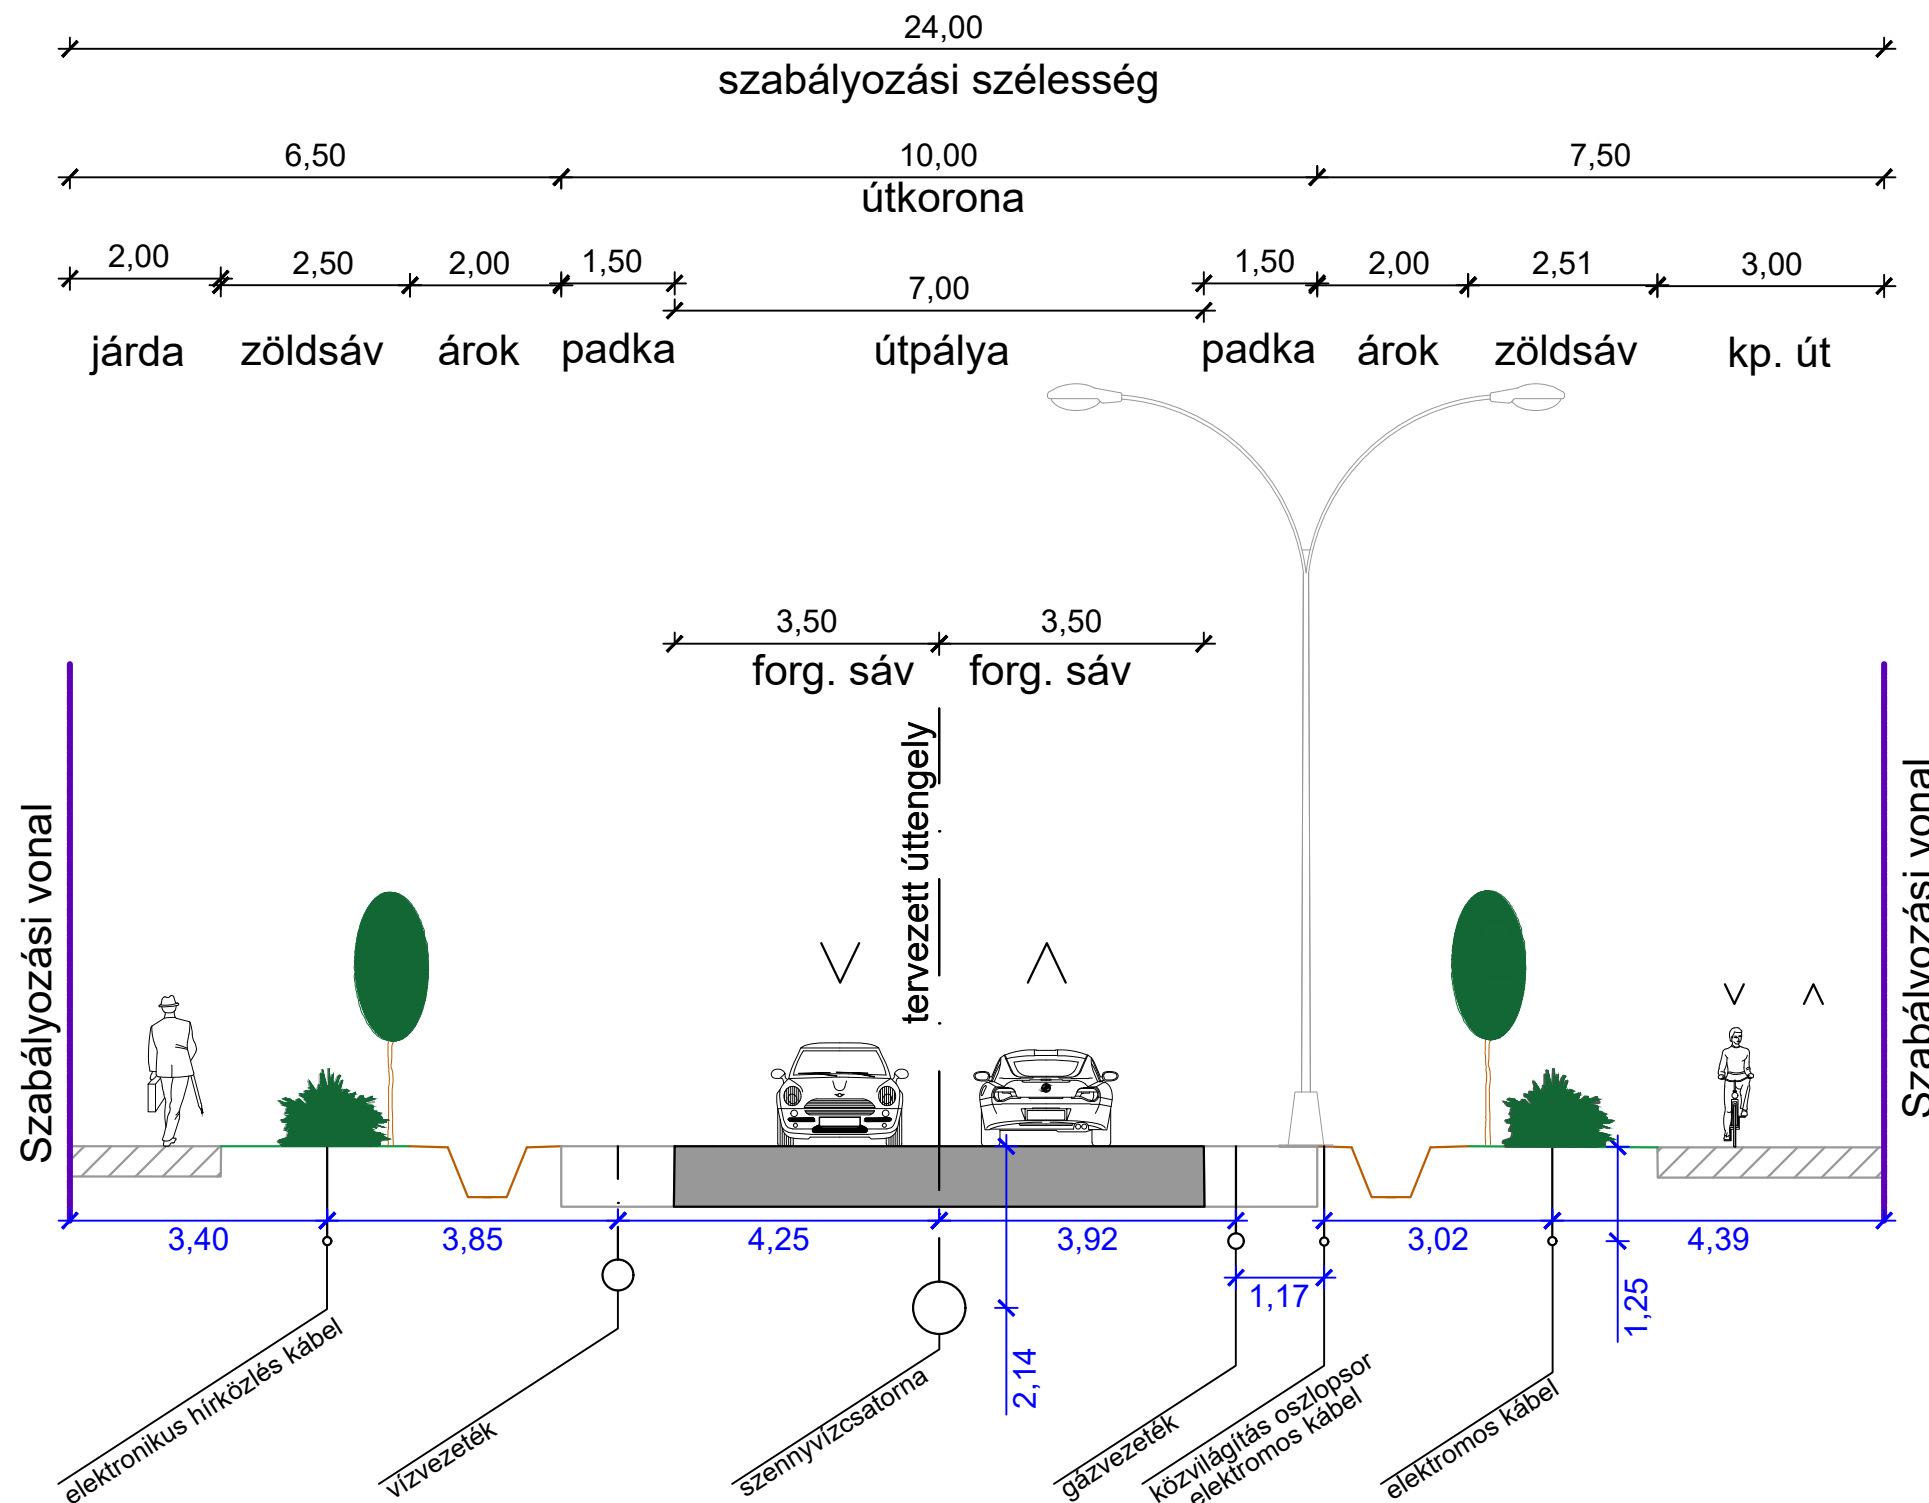 24,00
szabályozási szélesség
6,50 10,00 7,50
útkorona
2,00 2,50 2,00 1,50 7,00 1,50 2,00 2,51 3,00
járda zöldsáv árok padka útpálya padka árok zöldsáv kp. út
3,50 3,50
forg. sáv forg. sáv
tervezett úttengely
Szabályozási vonal
Szabályozási vonal
3,40 3,85 4,25 3,92 3,02 4,39
1,17
1,25
2,14
elektronikus hírközlés kábel
vízvezeték
szennyvízcsatorna
gázvezeték
közvilágítás oszlopsor
elektromos kábel
elektromos kábel